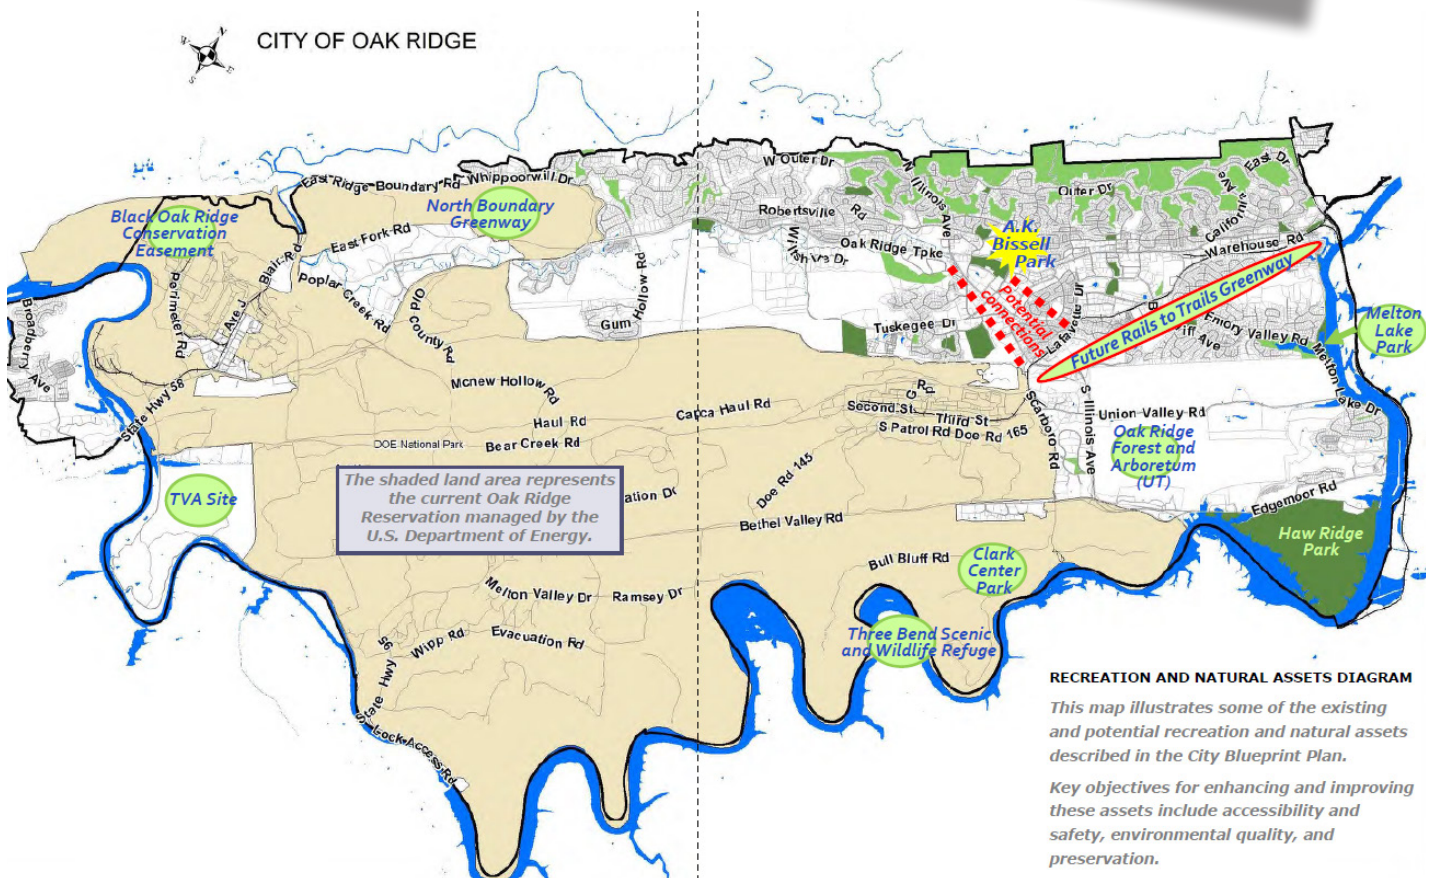 N
W
E
S
CITY OF OAK RIDGE
East Ridge Boundary Rd
Whippoorwill Dr
W Outer Dr
N Illinois Ave
Outer Dr
East Dr
Black Oak Ridge
Conservation
Easement
North Boundary
Greenway
East Fork Rd
Blair Rd
Perimeter Rd
Poplar Creek Rd
Old County Rd
Robertsville Rd
Oak Ridge Tpke
A.K.
Bissell
Park
California Ave
Warehouse Rd
Gum Hollow Rd
Tuskegee Dr
Potential
connections
Lafayette Dr
Future Rails to Trails Greenway
Emory Valley Rd
Melton
Lake
Park
Melton Lake Dr
Broadberry Ave
State Hwy 58
Mcnew Hollow Rd
Haul Rd
Capca Haul Rd
DOE National Park
Bear Creek Rd
G Rd
Second St
Third St
S Patrol Rd
Doe Rd 165
Scarboro Rd
S Illinois Ave
Union Valley Rd
Oak Ridge
Forest and
Arboretum
(UT)
Edgemoor Rd
Haw Ridge
Park
TVA Site
The shaded land area represents
the current Oak Ridge
Reservation managed by the
U.S. Department of Energy.
Doe Rd 145
Bethel Valley Rd
Bull Bluff Rd
Clark
Center
Park
Melton Valley Dr
Ramsey Dr
Wipp Rd
Evacuation Rd
State Hwy 95
Lock Access Rd
Three Bend Scenic
and Wildlife Refuge
RECREATION AND NATURAL ASSETS DIAGRAM
This map illustrates some of the existing
and potential recreation and natural assets
described in the City Blueprint Plan.
Key objectives for enhancing and improving
these assets include accessibility and
safety, environmental quality, and
preservation.